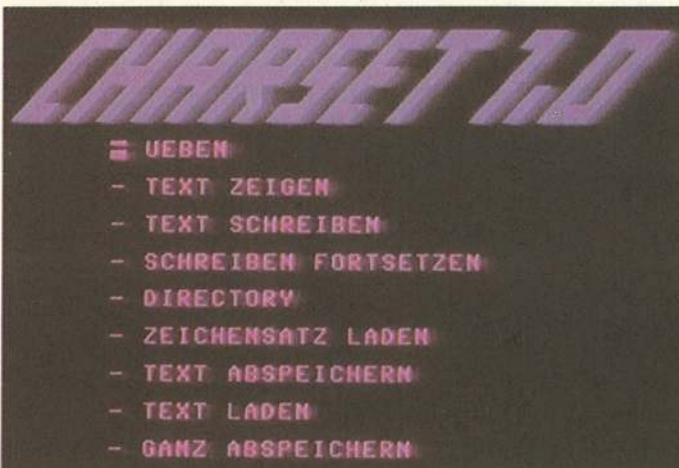 CHARSET 1.0
UEBEN
- TEXT ZEIGEN
- TEXT SCHREIBEN
- SCHREIBEN FORTSETZEN
- DIRECTORY
- ZEICHENSATZ LADEN
- TEXT ABSPEICHERN
- TEXT LADEN
- GANZ ABSPEICHERN